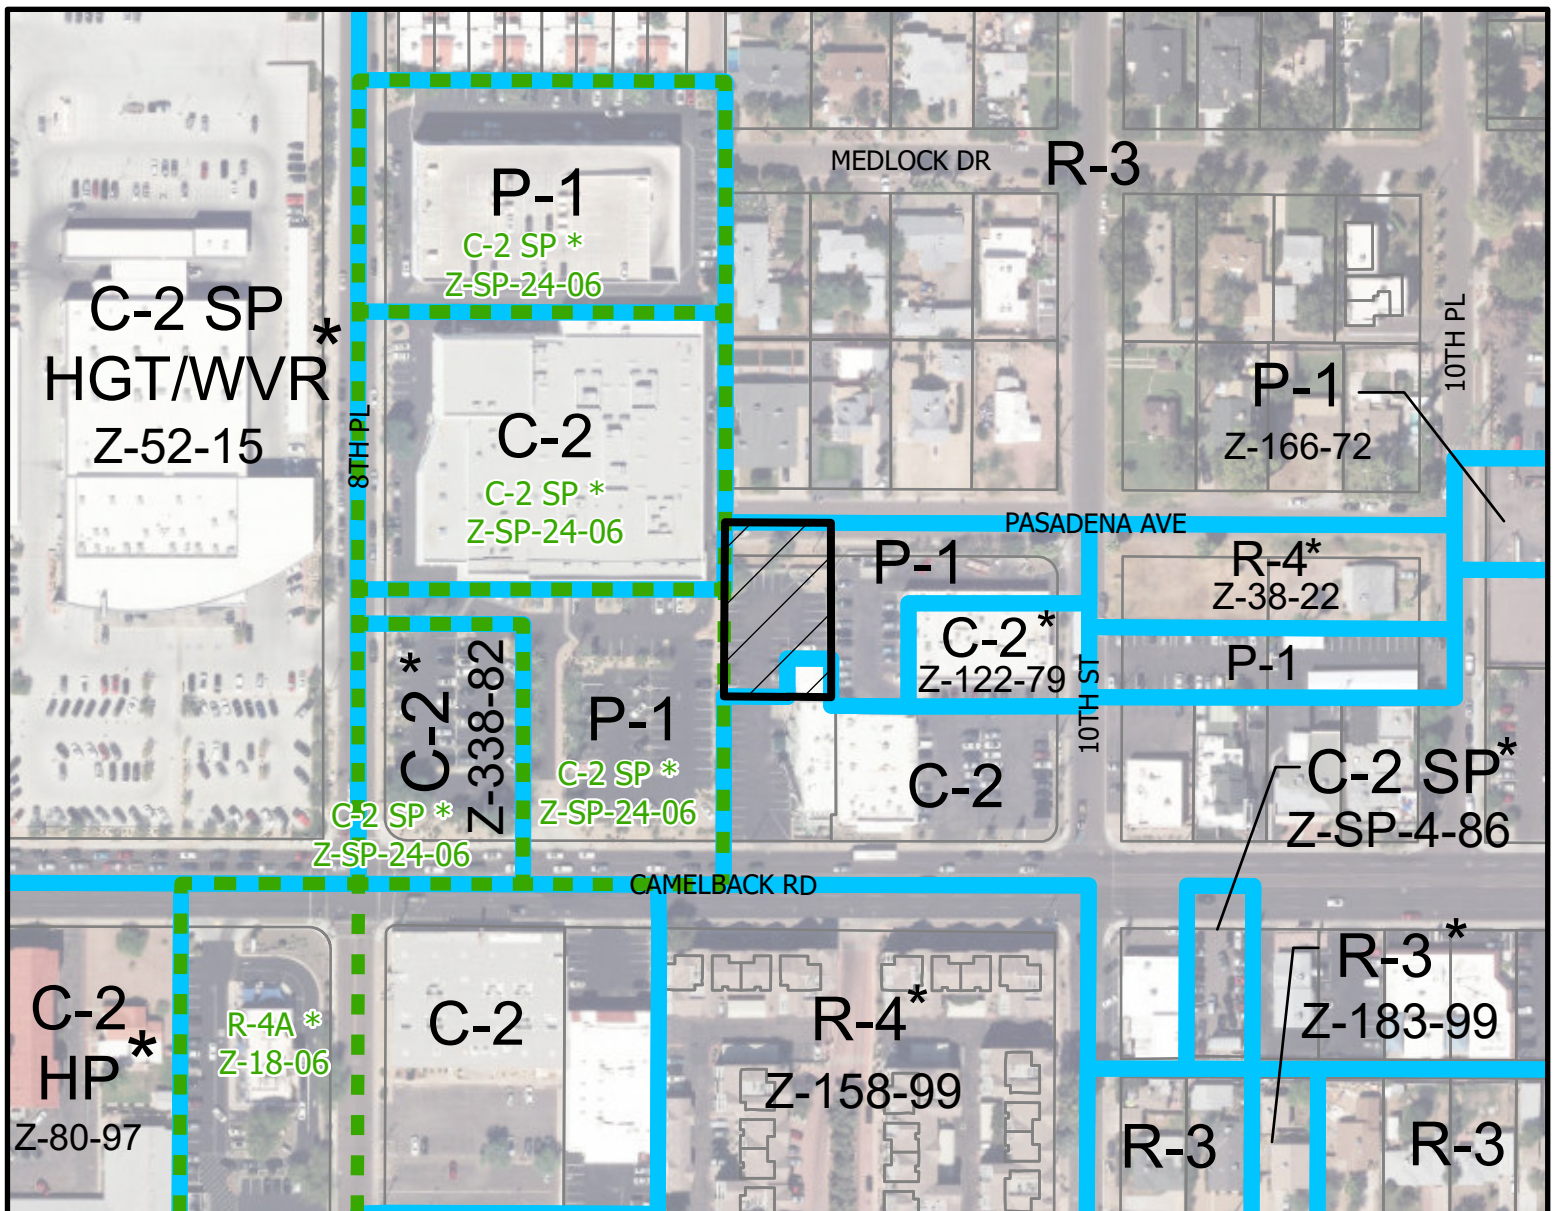 MEDLOCK DR
R-3
P-1
C-2 SP *
Z-SP-24-06
C-2 SP
HGT/WVR*
Z-52-15
8TH PL
C-2
C-2 SP *
Z-SP-24-06
10TH PL
P-1
Z-166-72
PASADENA AVE
P-1
R-4*
Z-38-22
C-2*
Z-122-79
P-1
10TH ST
C-2*
Z-338-82
C-2 SP *
Z-SP-24-06
P-1
C-2 SP *
Z-SP-24-06
C-2
C-2 SP*
Z-SP-4-86
CAMELBACK RD
C-2
HP*
Z-80-97
R-4A *
Z-18-06
C-2
R-4*
Z-158-99
R-3*
Z-183-99
R-3
R-3